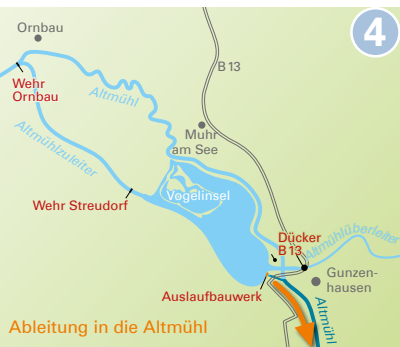 4
Ornbau
B 13
Wehr
Ornbau
Altmühl
Altmühlzuleiter
Muhr
am See
Wehr Streudorf
Vogelinsel
Dücker
B 13
Altmühlüberleiter
Gunzen-
hausen
Auslaufbauwerk
Altmühl
Ableitung in die Altmühl